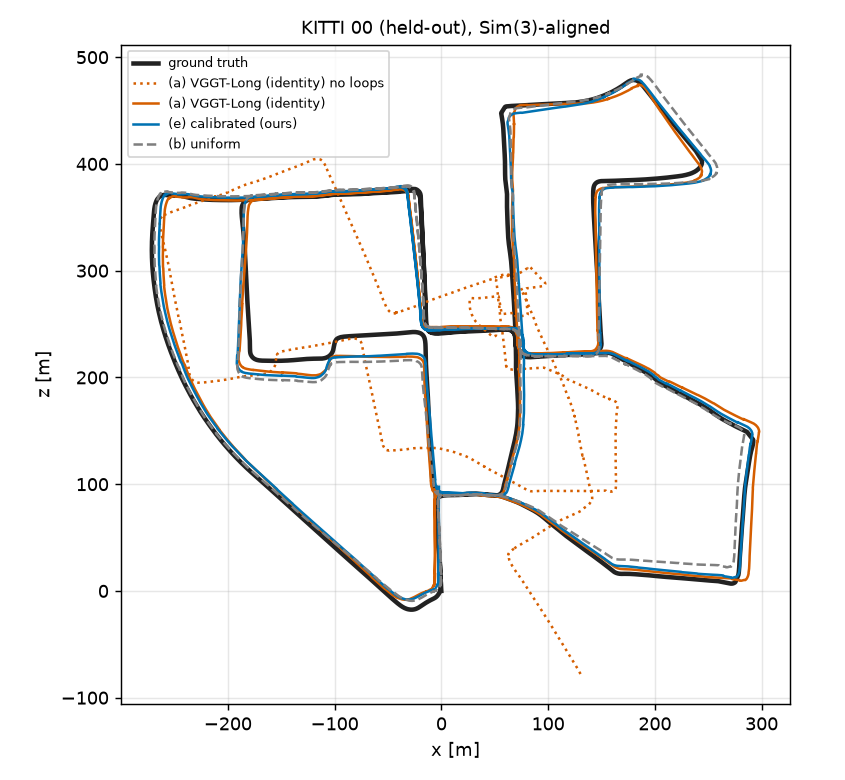 KITTI 00 (held-out), Sim(3)-aligned
ground truth
(a) VGGT-Long (identity) no loops
(a) VGGT-Long (identity)
(e) calibrated (ours)
(b) uniform
500
400
300
200
100
0
−100
z [m]
−200
−100
0
100
200
300
x [m]